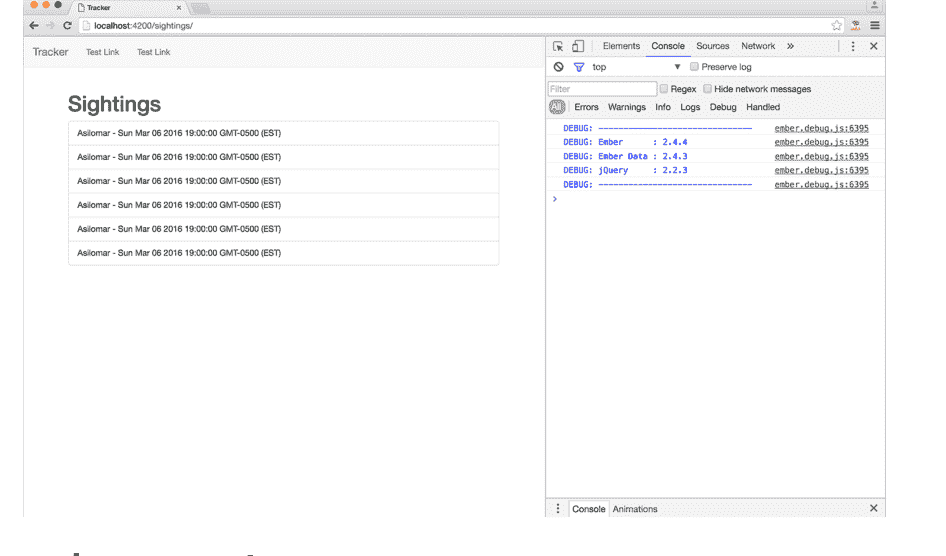 Tracker
localhost:4200/sightings/
Tracker Test Link Test Link
Sightings
Asilomar - Sun Mar 06 2016 19:00:00 GMT-0500 (EST)
Asilomar - Sun Mar 06 2016 19:00:00 GMT-0500 (EST)
Asilomar - Sun Mar 06 2016 19:00:00 GMT-0500 (EST)
Asilomar - Sun Mar 06 2016 19:00:00 GMT-0500 (EST)
Asilomar - Sun Mar 06 2016 19:00:00 GMT-0500 (EST)
Asilomar - Sun Mar 06 2016 19:00:00 GMT-0500 (EST)
Elements Console Sources Network »
top Preserve log
Filter Regex Hide network messages
All Errors Warnings Info Logs Debug Handled
DEBUG: ------------------------------- ember.debug.js:6395
DEBUG: Ember : 2.4.4 ember.debug.js:6395
DEBUG: Ember Data : 2.4.3 ember.debug.js:6395
DEBUG: jQuery : 2.2.3 ember.debug.js:6395
DEBUG: ------------------------------- ember.debug.js:6395
>
Console Animations